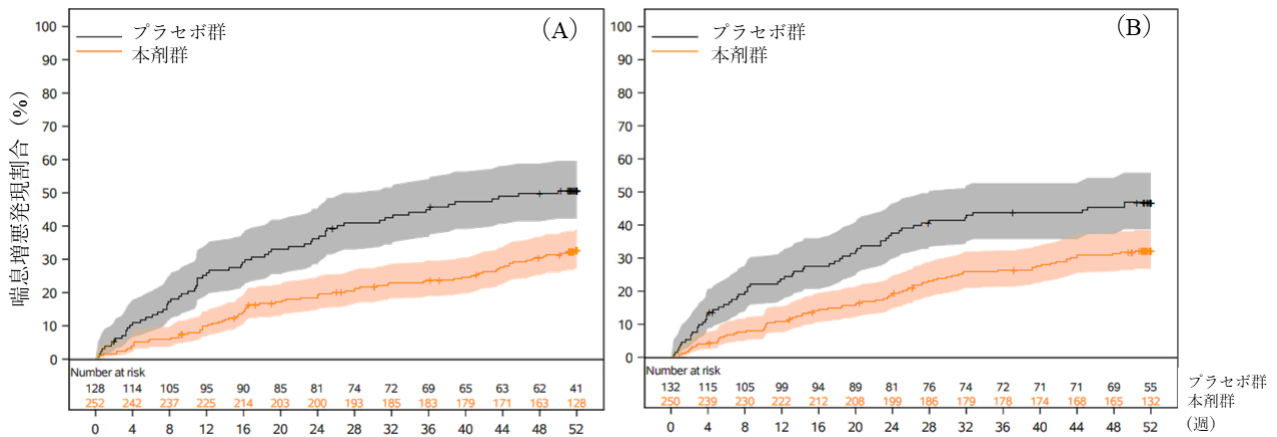 (A)
プラセボ群
本剤群
喘息増悪発現割合 (%)
100
90
80
70
60
50
40
30
20
10
0
Number at risk
128 114 105 95 90 85 81 74 72 69 65 63 62 41
252 242 237 225 214 203 200 193 185 183 179 171 163 128
0 4 8 12 16 20 24 28 32 36 40 44 48 52
(B)
プラセボ群
本剤群
100
90
80
70
60
50
40
30
20
10
0
Number at risk
132 115 105 99 94 89 81 76 74 72 71 71 69 55 プラセボ群
250 239 230 222 212 208 199 186 179 178 174 168 165 132 本剤群
0 4 8 12 16 20 24 28 32 36 40 44 48 52 (週)